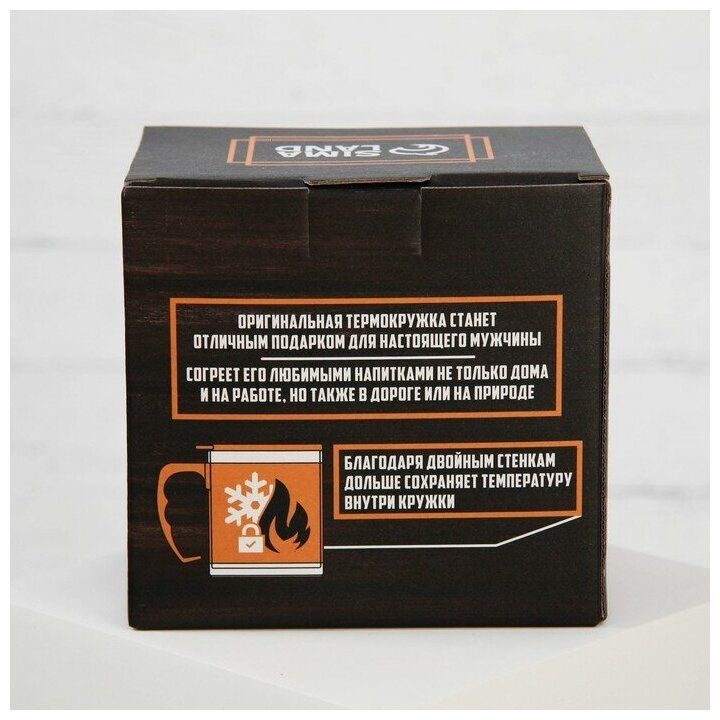 SIMA
LAND
ОРИГИНАЛЬНАЯ ТЕРМОКРУЖКА СТАНЕТ
ОТЛИЧНЫМ ПОДАРКОМ ДЛЯ НАСТОЯЩЕГО МУЖЧИНЫ
СОГРЕЕТ ЕГО ЛЮБИМЫМИ НАПИТКАМИ НЕ ТОЛЬКО ДОМА
И НА РАБОТЕ, НО ТАКЖЕ В ДОРОГЕ ИЛИ НА ПРИРОДЕ
БЛАГОДАРЯ ДВОЙНЫМ СТЕНКАМ
ДОЛЬШЕ СОХРАНЯЕТ ТЕМПЕРАТУРУ
ВНУТРИ КРУЖКИ